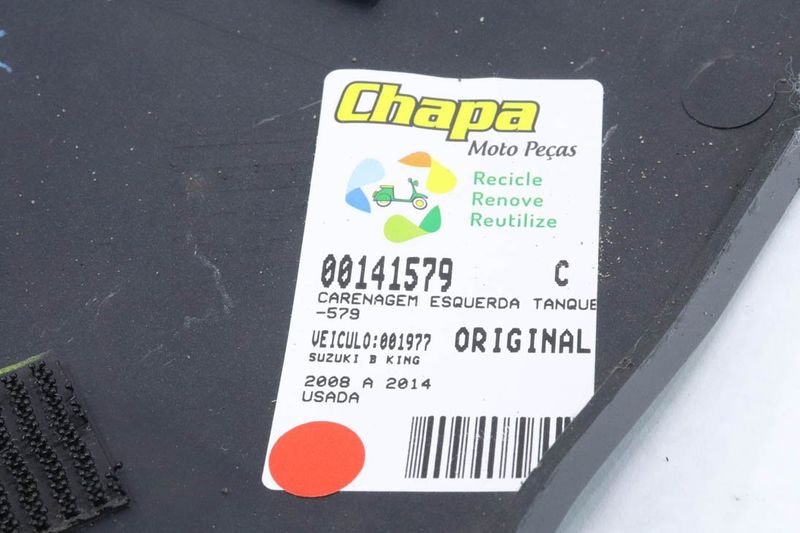 Chapa
Moto Peças
Recicle
Renove
Reutilize
00141579 C
CARENAGEM ESQUERDA TANQUE
-579
VEICULO:001977 ORIGINAL
SUZUKI B KING
2008 A 2014
USADA